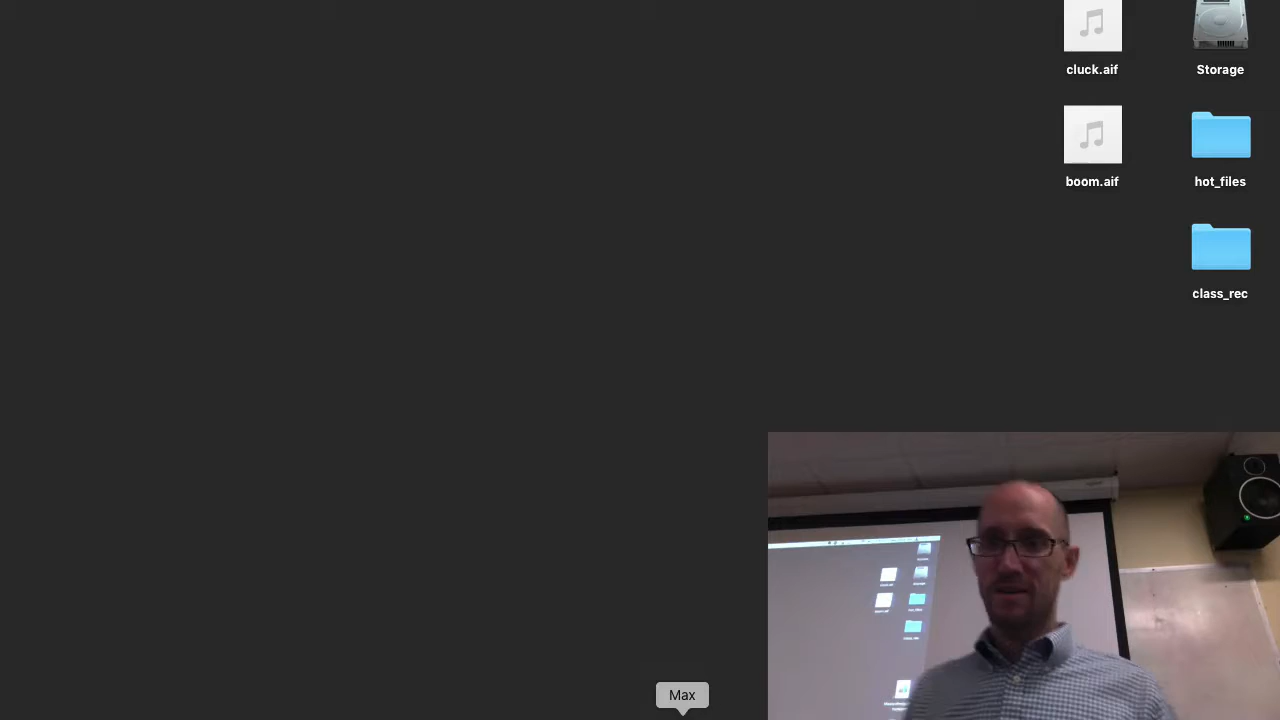 cluck.aif
Storage
boom.aif
hot_files
class_rec
Max